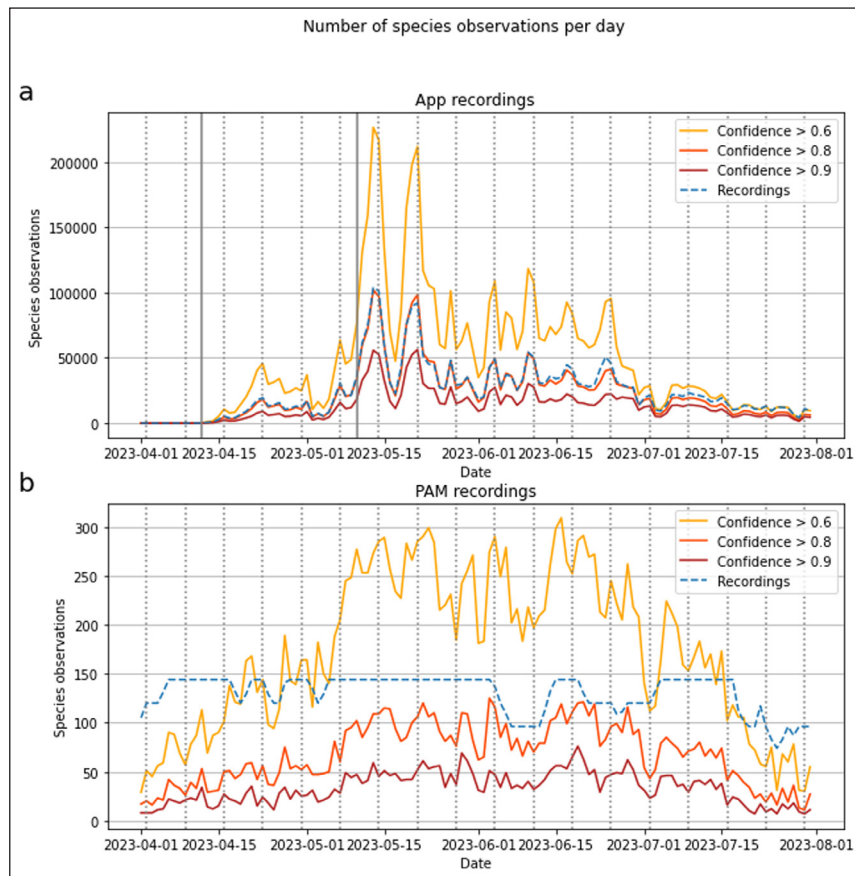 Number of species observations per day
a
App recordings
Confidence > 0.6
Confidence > 0.8
Confidence > 0.9
Recordings
200000
150000
100000
50000
0
Species observations
2023-04-01 2023-04-15 2023-05-01 2023-05-15 2023-06-01 2023-06-15 2023-07-01 2023-07-15 2023-08-01
Date
b
PAM recordings
Confidence > 0.6
Confidence > 0.8
Confidence > 0.9
Recordings
300
250
200
150
100
50
0
Species observations
2023-04-01 2023-04-15 2023-05-01 2023-05-15 2023-06-01 2023-06-15 2023-07-01 2023-07-15 2023-08-01
Date